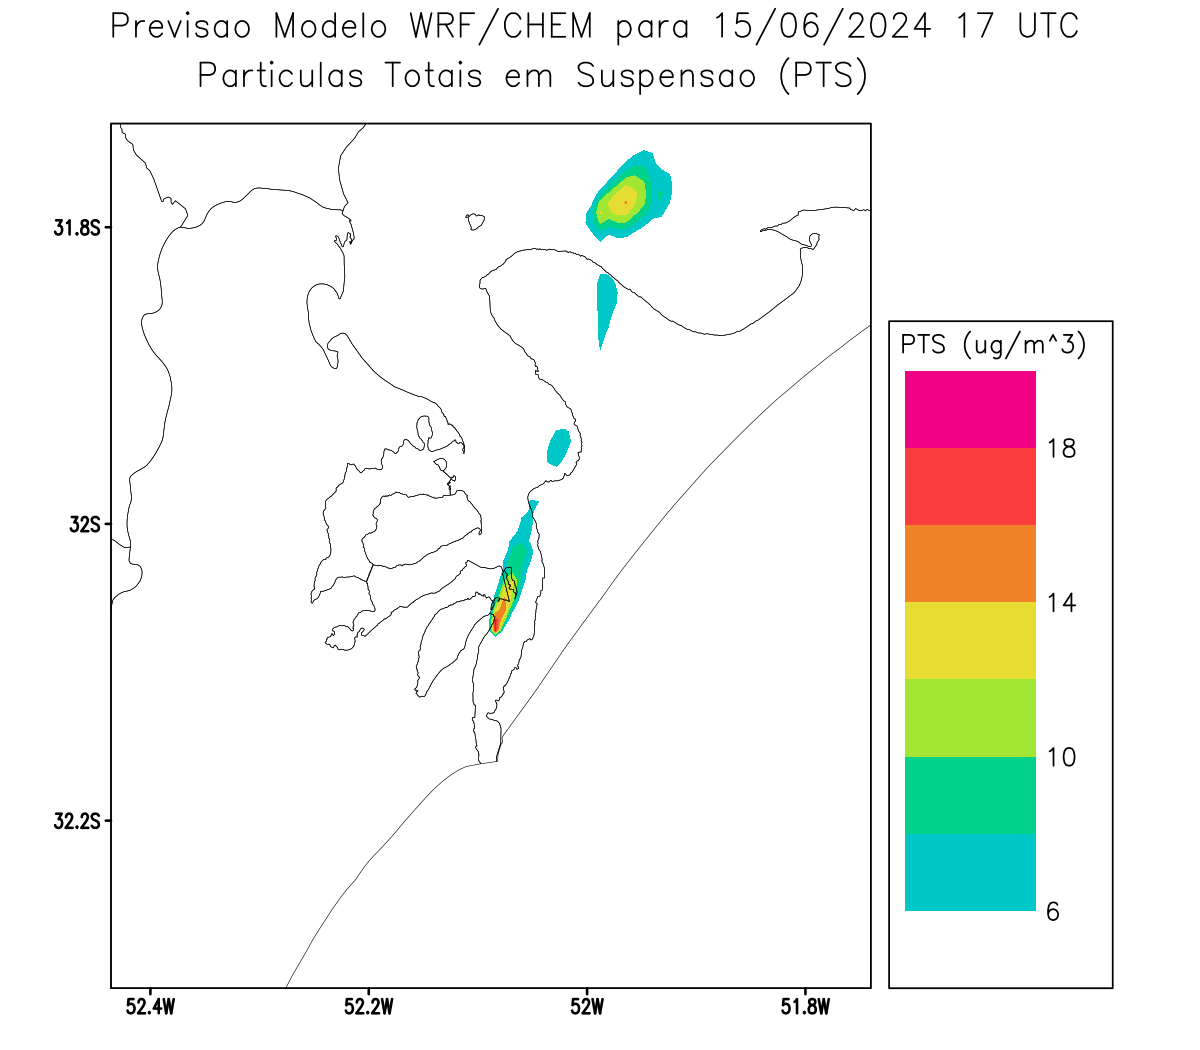 Previsao Modelo WRF/CHEM para 15/06/2024 17 UTC
Particulas Totais em Suspensao (PTS)
31.8S
32S
32.2S
52.4W
52.2W
52W
51.8W
PTS (ug/m^3)
18
14
10
6